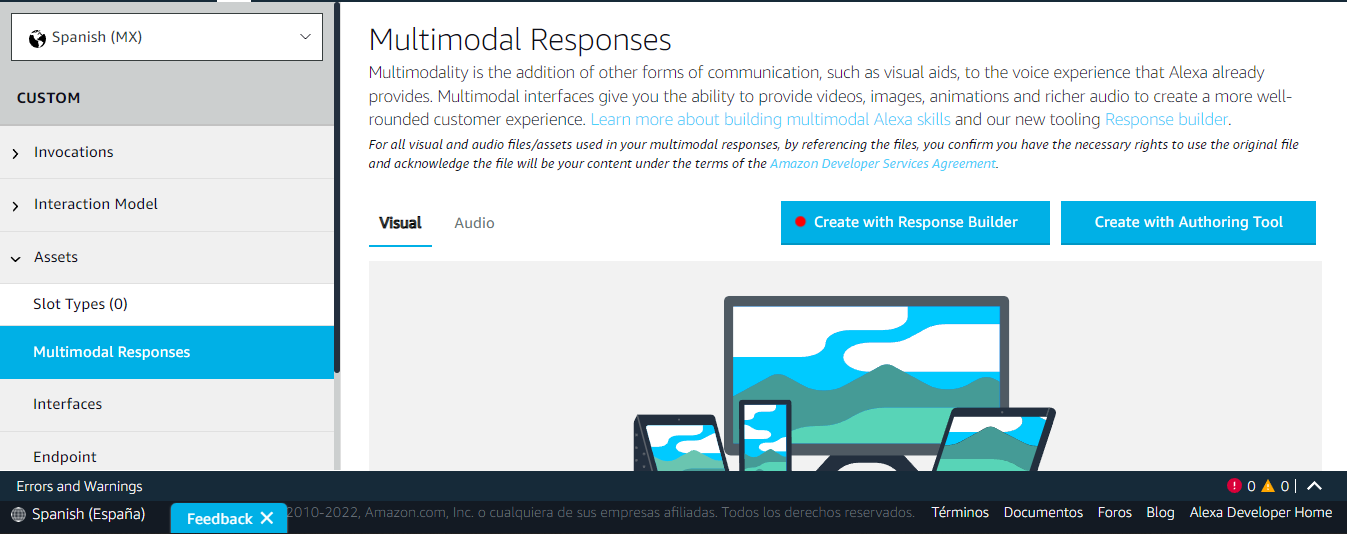 Spanish (MX)
CUSTOM
Invocations
Interaction Model
Assets
Slot Types (0)
Multimodal Responses
Interfaces
Endpoint
Multimodal Responses
Multimodality is the addition of other forms of communication, such as visual aids, to the voice experience that Alexa already
provides. Multimodal interfaces give you the ability to provide videos, images, animations and richer audio to create a more well-
rounded customer experience. Learn more about building multimodal Alexa skills and our new tooling Response builder.
For all visual and audio files/assets used in your multimodal responses, by referencing the files, you confirm you have the necessary rights to use the original file
and acknowledge the file will be your content under the terms of the Amazon Developer Services Agreement.
Visual Audio Create with Response Builder Create with Authoring Tool
Errors and Warnings ! 0 ! 0 |
Spanish (España) Feedback X 2010-2022, Amazon.com, Inc. o cualquiera de sus empresas afiliadas. Todos los derechos reservados. Términos Documentos Foros Blog Alexa Developer Home